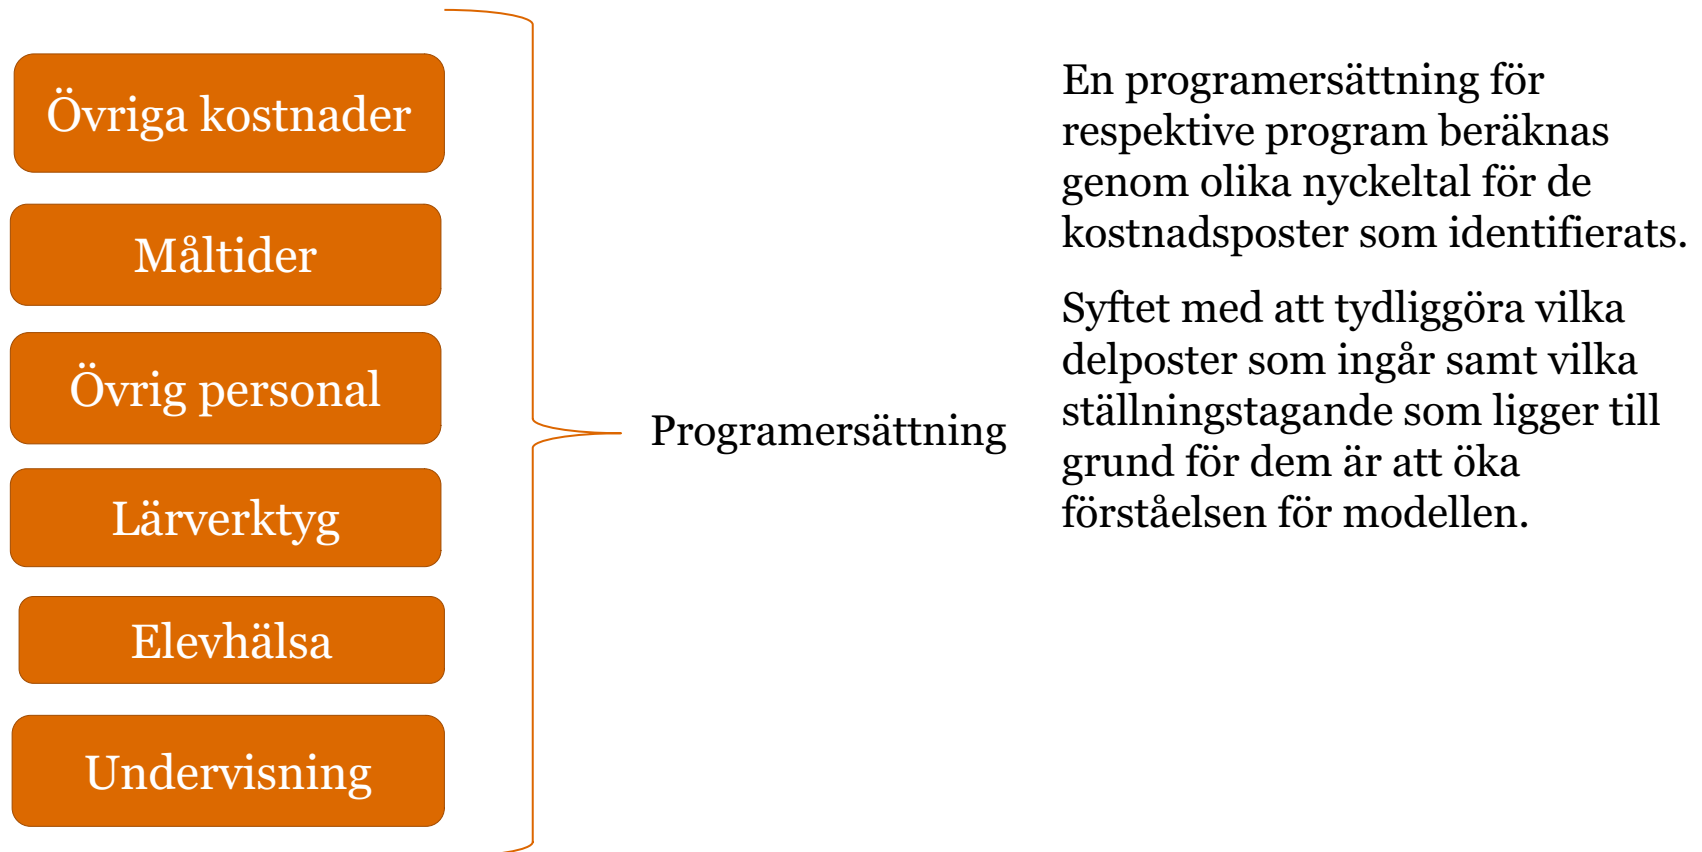 Övriga kostnader
Måltider
Övrig personal
Lärverktyg
Elevhälsa
Undervisning
Programersättning
En programersättning för
respektive program beräknas
genom olika nyckeltal för de
kostnadsposter som identifierats.
Syftet med att tydliggöra vilka
delposter som ingår samt vilka
ställningstagande som ligger till
grund för dem är att öka
förståelsen för modellen.